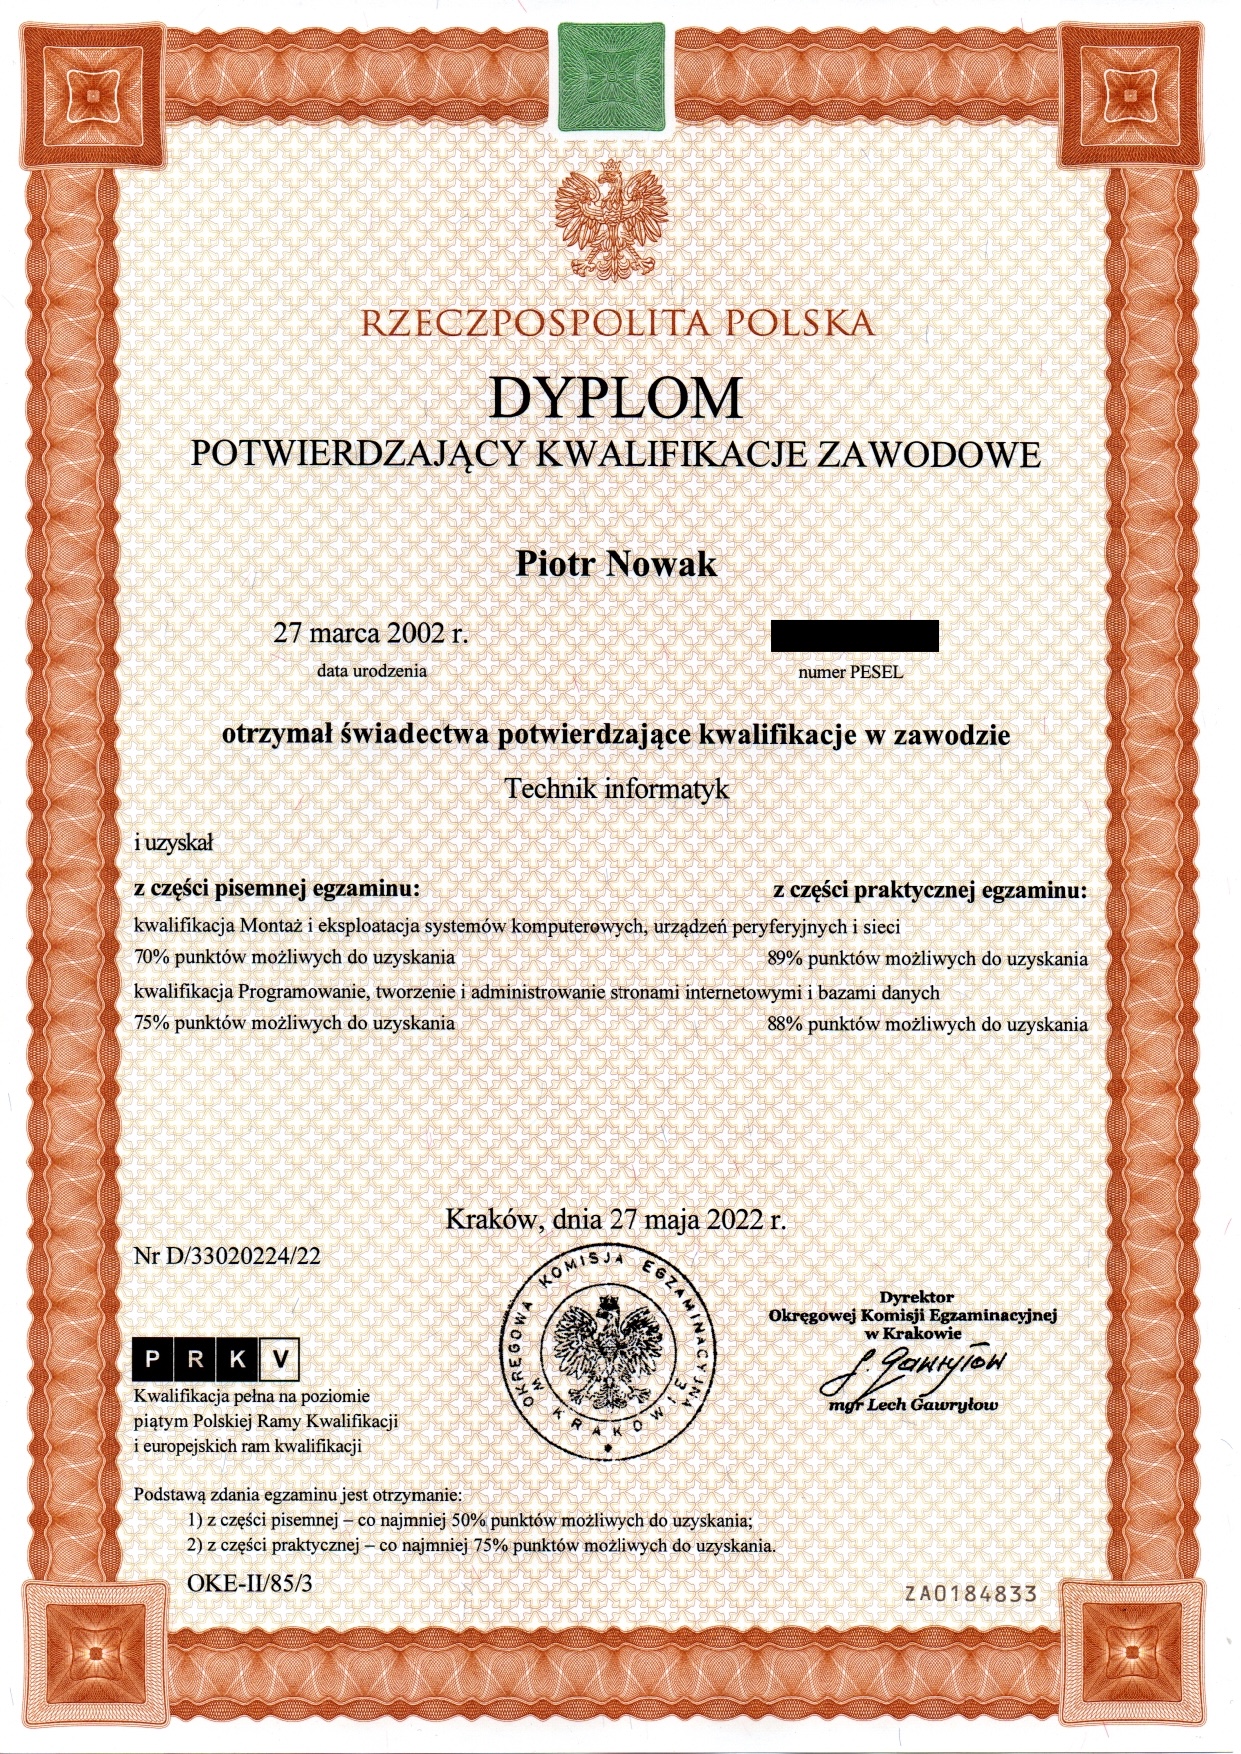 RZECZPOSPOLITA POLSKA
DYPLOM
POTWIERDZAJĄCY KWALIFIKACJE ZAWODOWE
Piotr Nowak
27 marca 2002 r.
data urodzenia
numer PESEL
otrzymał świadectwa potwierdzające kwalifikacje w zawodzie
Technik informatyk
i uzyskał
z części pisemnej egzaminu: z części praktycznej egzaminu:
kwalifikacja Montaż i eksploatacja systemów komputerowych, urządzeń peryferyjnych i sieci
70% punktów możliwych do uzyskania 89% punktów możliwych do uzyskania
kwalifikacja Programowanie, tworzenie i administrowanie stronami internetowymi i bazami danych
75% punktów możliwych do uzyskania 88% punktów możliwych do uzyskania
Kraków, dnia 27 maja 2022 r.
Nr D/33020224/22
OKRĘGOWA KOMISJA EGZAMINACYJNA
W KRAKOWIE
Dyrektor
Okręgowej Komisji Egzaminacyjnej
w Krakowie
L. Gawryłow
mgr Lech Gawryłow
PRK V
Kwalifikacja pełna na poziomie
piątym Polskiej Ramy Kwalifikacji
i europejskich ram kwalifikacji
Podstawą zdania egzaminu jest otrzymanie:
1) z części pisemnej – co najmniej 50% punktów możliwych do uzyskania;
2) z części praktycznej – co najmniej 75% punktów możliwych do uzyskania.
OKE-II/85/3
ZA0184833